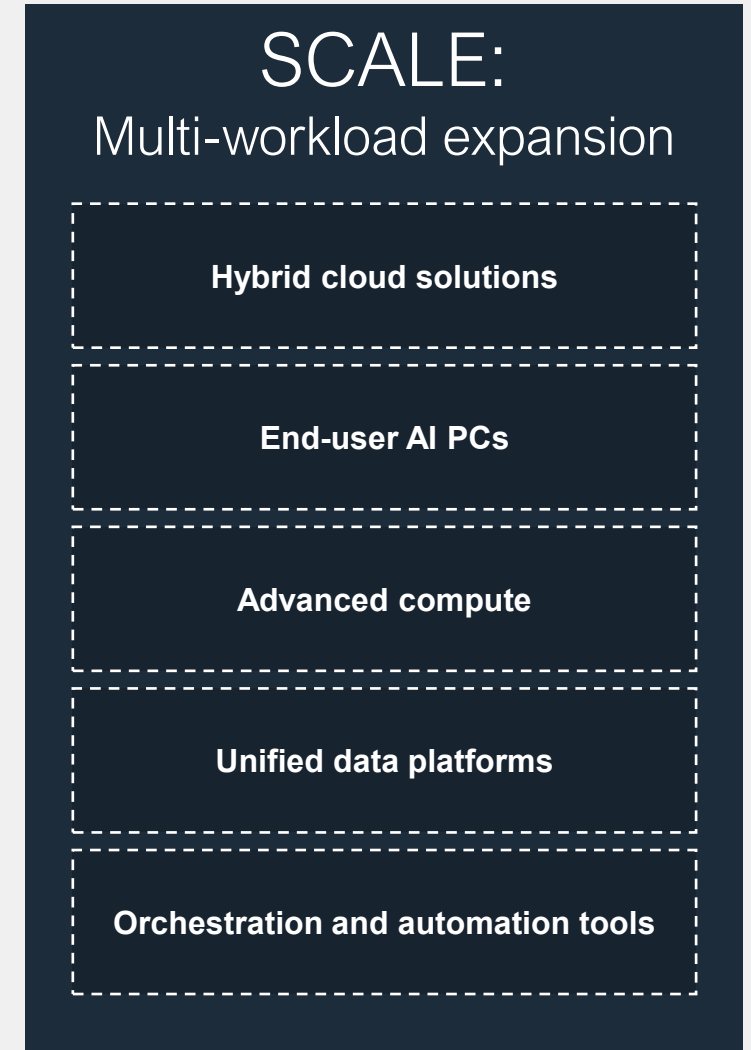 SCALE:
Multi-workload expansion
Hybrid cloud solutions
End-user AI PCs
Advanced compute
Unified data platforms
Orchestration and automation tools